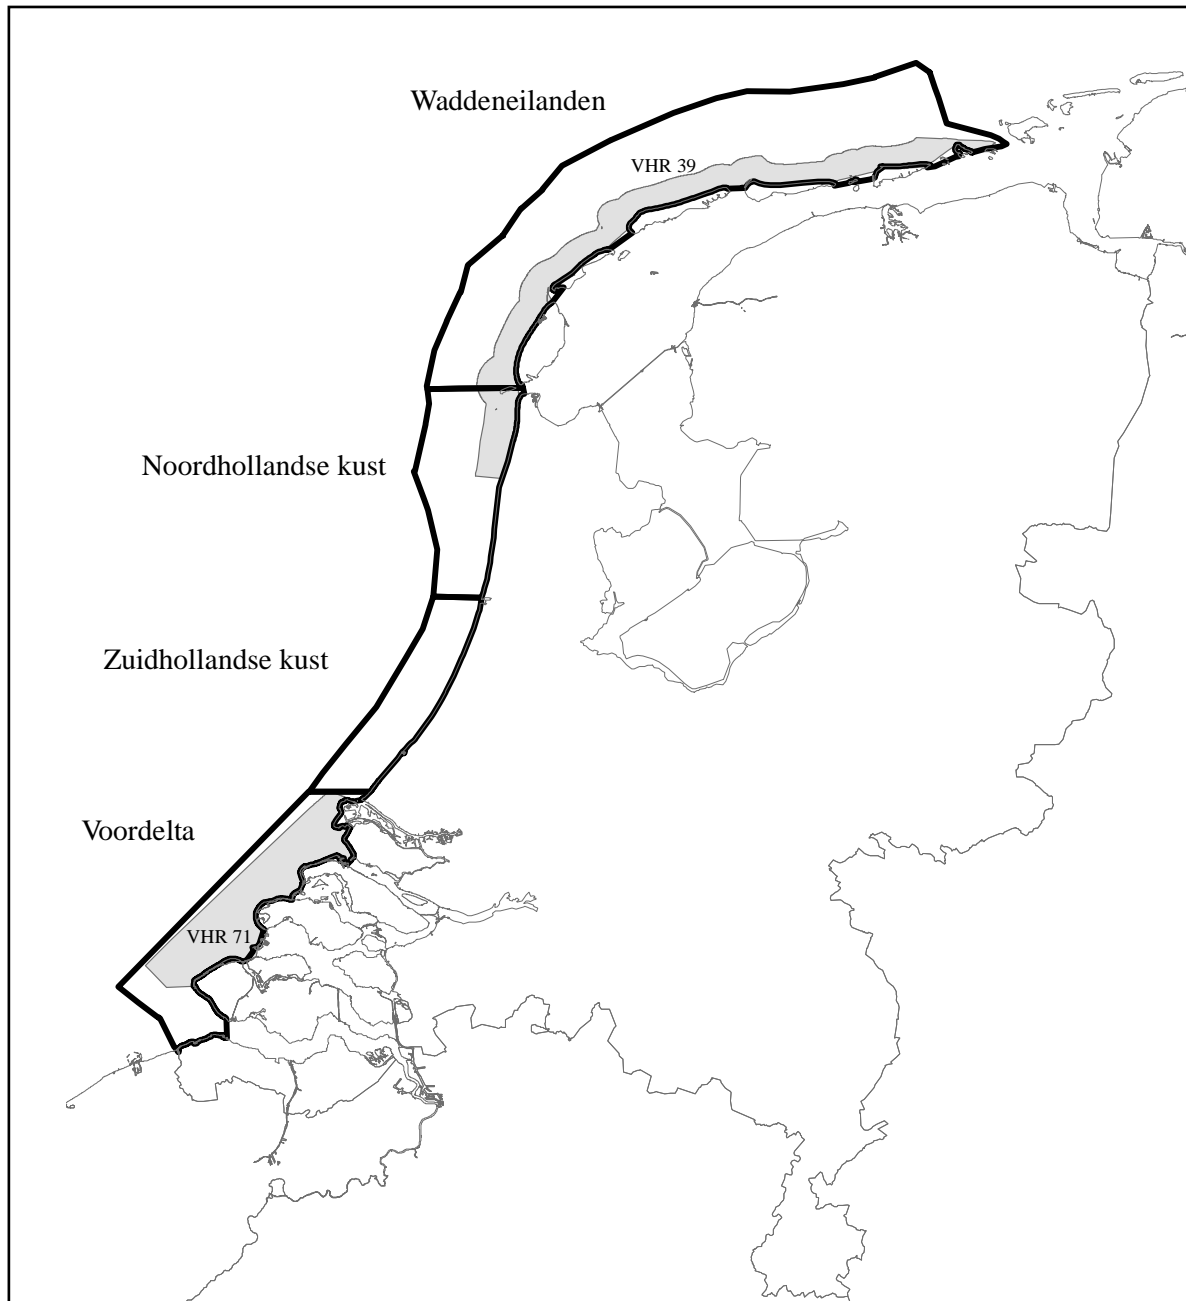 Waddeneilanden
VHR 39
Noordhollandse kust
Zuidhollandse kust
Voordelta
VHR 71